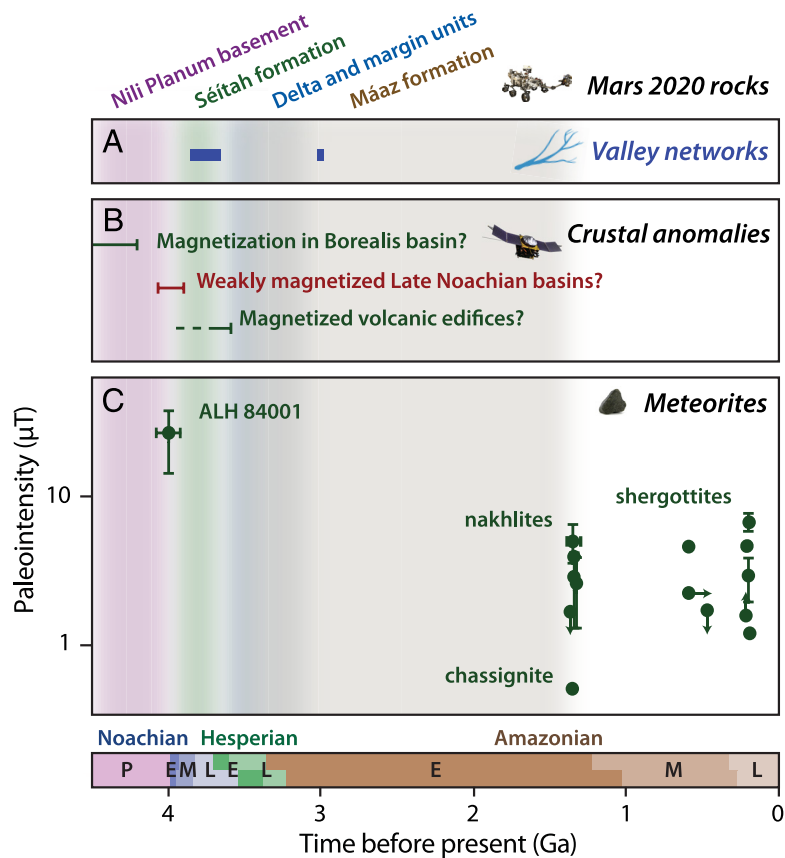 Nili Planum basement
Séítah formation
Delta and margin units
Máaz formation
Mars 2020 rocks
A
Valley networks
B
Crustal anomalies
Magnetization in Borealis basin?
Weakly magnetized Late Noachian basins?
Magnetized volcanic edifices?
C
Meteorites
ALH 84001
Paleointensity (µT)
10
1
nakhlites
shergottites
chassignite
Noachian Hesperian Amazonian
P E M L E L E M L
4 3 2 1 0
Time before present (Ga)